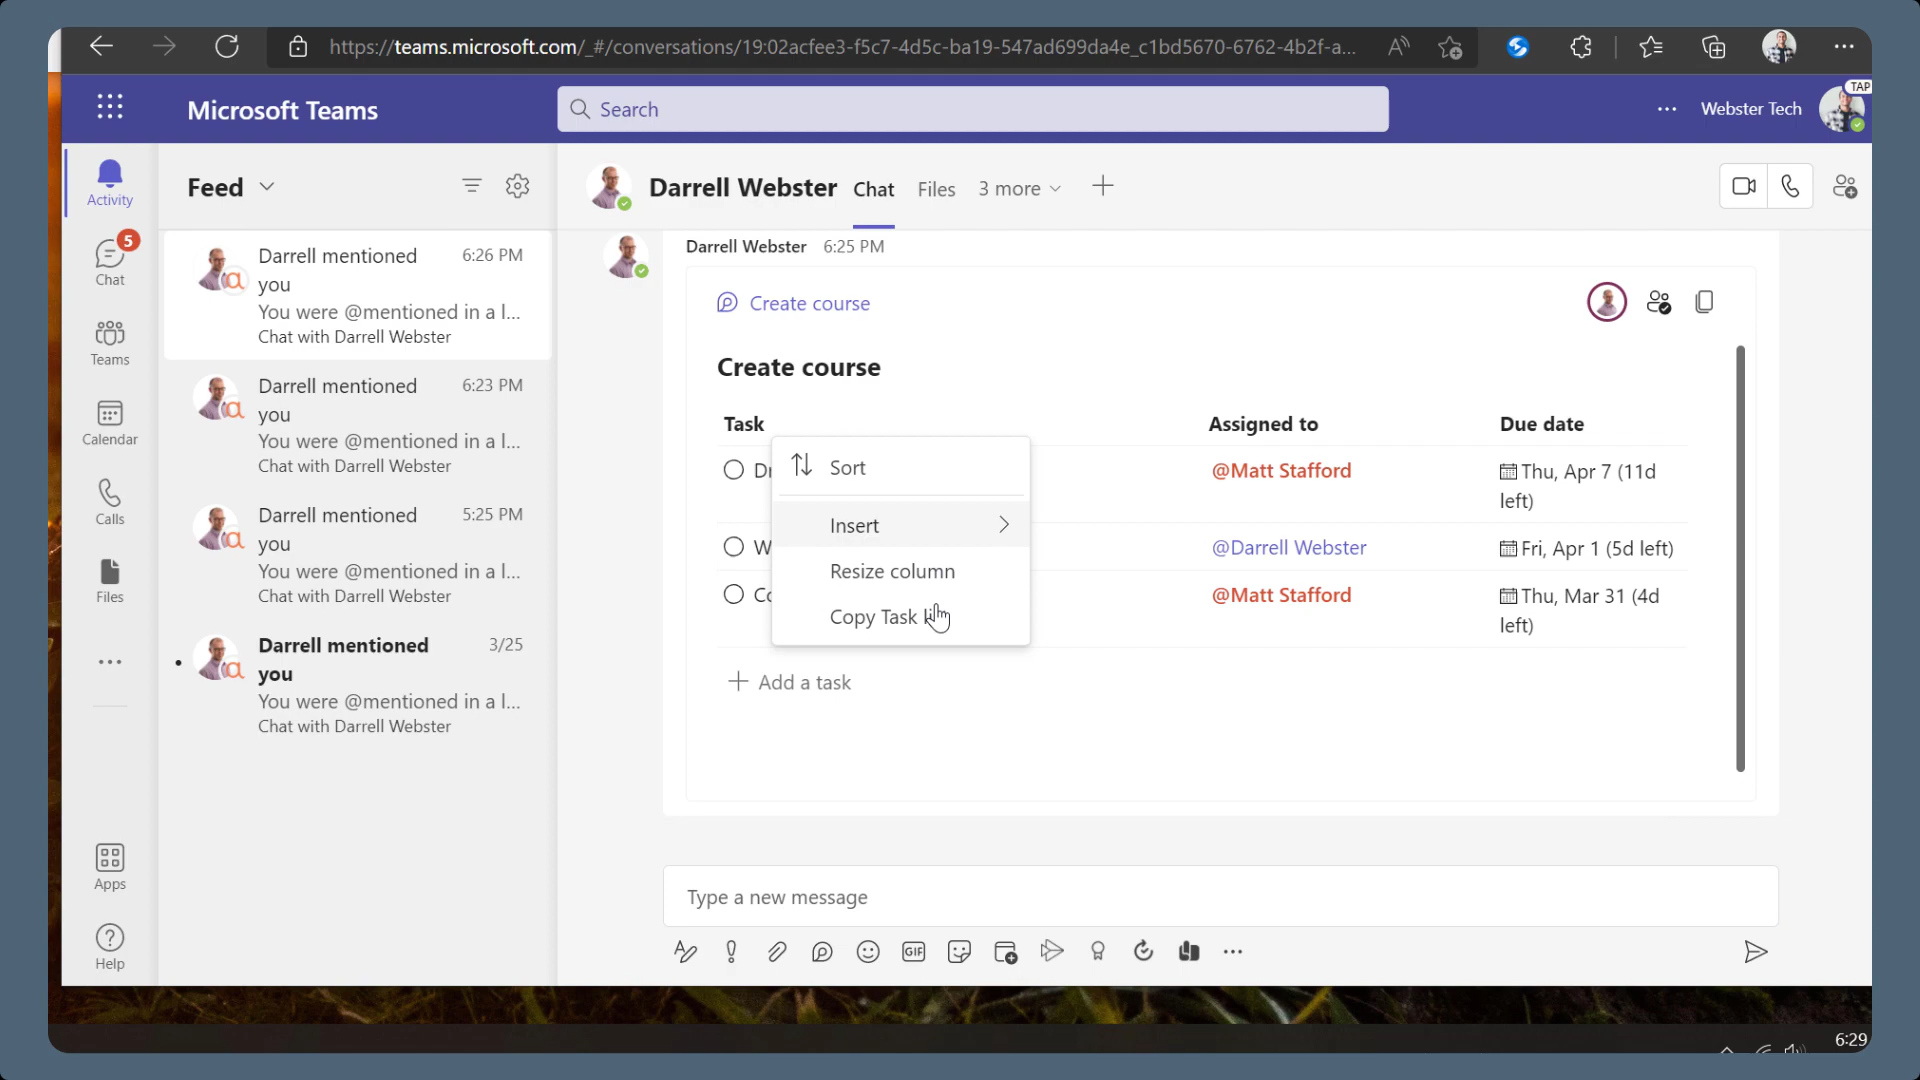 https://teams.microsoft.com/_#/conversations/19:02acfee3-f5c7-4d5c-ba19-547ad699da4e_c1bd5670-6762-4b2f-a...
Microsoft Teams
Search
Webster Tech
TAP
Activity
5
Chat
Teams
Calendar
Calls
Files
Apps
Help
Feed
Darrell mentioned
you
6:26 PM
You were @mentioned in a l...
Chat with Darrell Webster
Darrell mentioned
you
6:23 PM
You were @mentioned in a l...
Chat with Darrell Webster
Darrell mentioned
you
5:25 PM
You were @mentioned in a l...
Chat with Darrell Webster
Darrell mentioned
you
3/25
You were @mentioned in a l...
Chat with Darrell Webster
Darrell Webster Chat Files 3 more
Darrell Webster 6:25 PM
Create course
Create course
Task Assigned to Due date
@Matt Stafford Thu, Apr 7 (11d
left)
@Darrell Webster Fri, Apr 1 (5d left)
@Matt Stafford Thu, Mar 31 (4d
left)
Sort
Insert
Resize column
Copy Task
Add a task
Type a new message
GIF
6:29